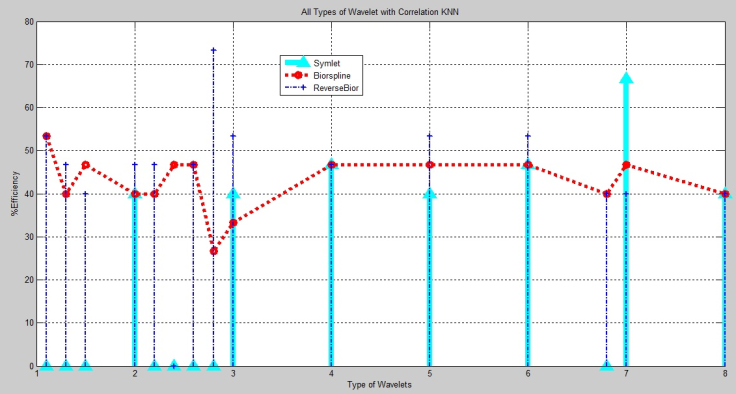 All Types of Wavelet with Correlation KNN
80
70
60
50
40
30
20
10
0
%Efficiency
Symlet
Biorspline
ReverseBior
1 2 3 4 5 6 7 8
Type of Wavelets